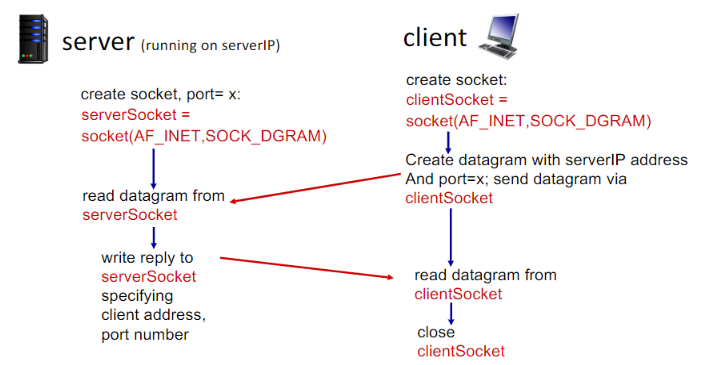 server (running on serverIP)
create socket, port= x:
serverSocket =
socket(AF_INET,SOCK_DGRAM)
read datagram from
serverSocket
write reply to
serverSocket
specifying
client address,
port number
client
create socket:
clientSocket =
socket(AF_INET,SOCK_DGRAM)
Create datagram with serverIP address
And port=x; send datagram via
clientSocket
read datagram from
clientSocket
close
clientSocket